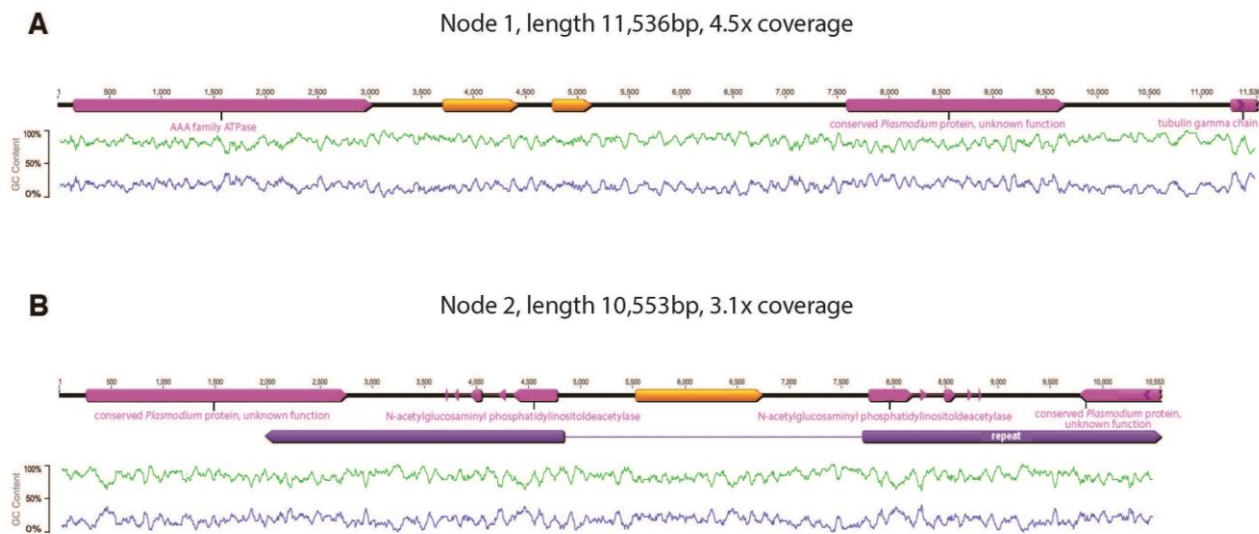 A
Node 1, length 11,536bp, 4.5x coverage
1 500 1,000 1,500 2,000 2,500 3,000 3,500 4,000 4,500 5,000 5,500 6,000 6,500 7,000 7,500 8,000 8,500 9,000 9,500 10,000 10,500 11,000 11,536
AAA family ATPase
conserved Plasmodium protein, unknown function
tubulin gamma chain
GC Content
100%
50%
0%
B
Node 2, length 10,553bp, 3.1x coverage
1 500 1,000 1,500 2,000 2,500 3,000 3,500 4,000 4,500 5,000 5,500 6,000 6,500 7,000 7,500 8,000 8,500 9,000 9,500 10,000 10,553
conserved Plasmodium protein, unknown function
N-acetylglucosaminyl phosphatidylinositoldeacetylase
N-acetylglucosaminyl phosphatidylinositoldeacetylase
conserved Plasmodium protein,
unknown function
repeat
GC Content
100%
50%
0%